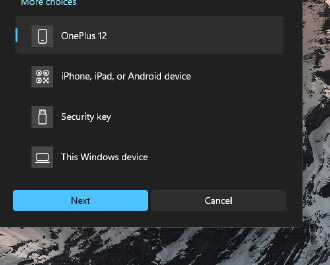 More choices
OnePlus 12
iPhone, iPad, or Android device
Security key
This Windows device
Next
Cancel